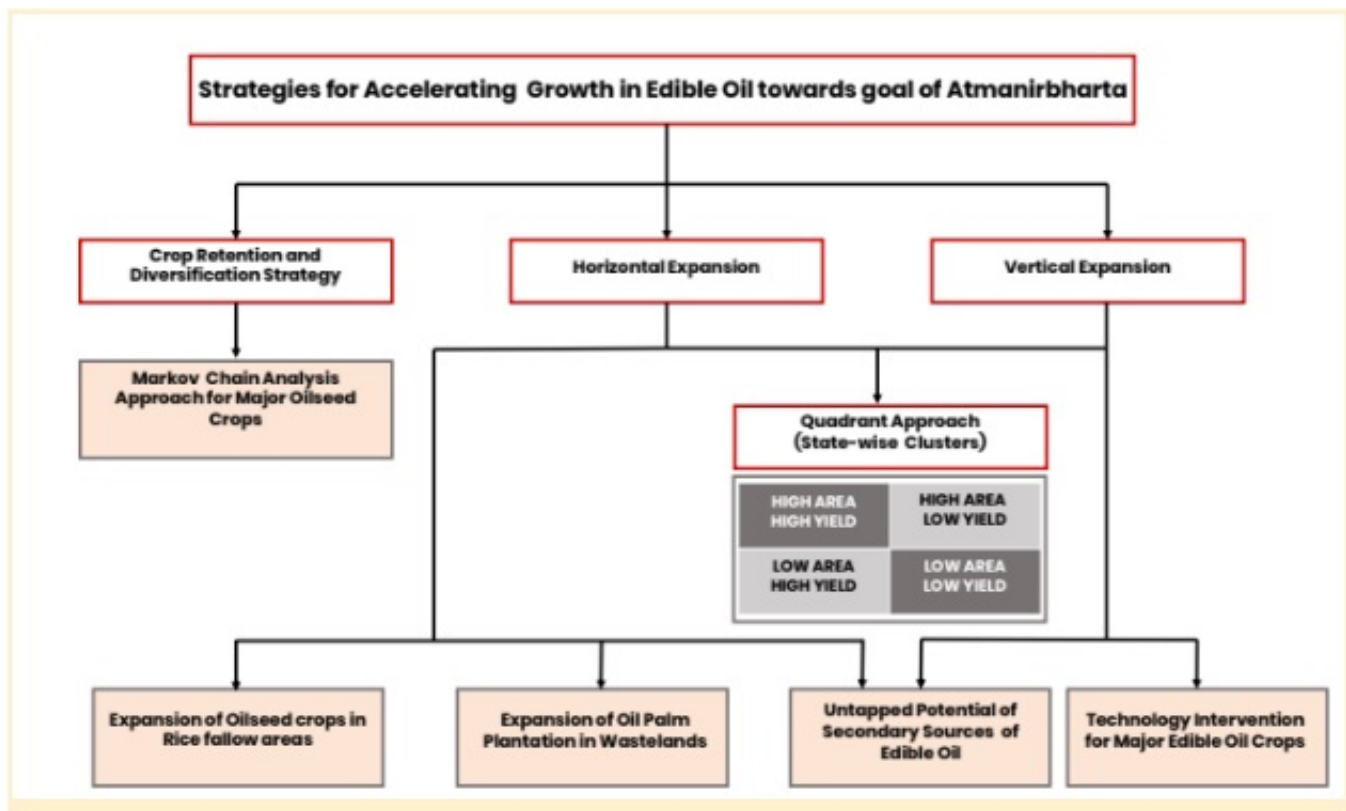 Strategies for Accelerating Growth in Edible Oil towards goal of Atmanirbharta
Crop Retention and
Diversification Strategy
Horizontal Expansion
Vertical Expansion
Markov Chain Analysis
Approach for Major Oilseed
Crops
Quadrant Approach
(State-wise Clusters)
HIGH AREA
HIGH YIELD
HIGH AREA
LOW YIELD
LOW AREA
HIGH YIELD
LOW AREA
LOW YIELD
Expansion of Oilseed crops in
Rice fallow areas
Expansion of Oil Palm
Plantation in Wastelands
Untapped Potential of
Secondary Sources of
Edible Oil
Technology Intervention
for Major Edible Oil Crops